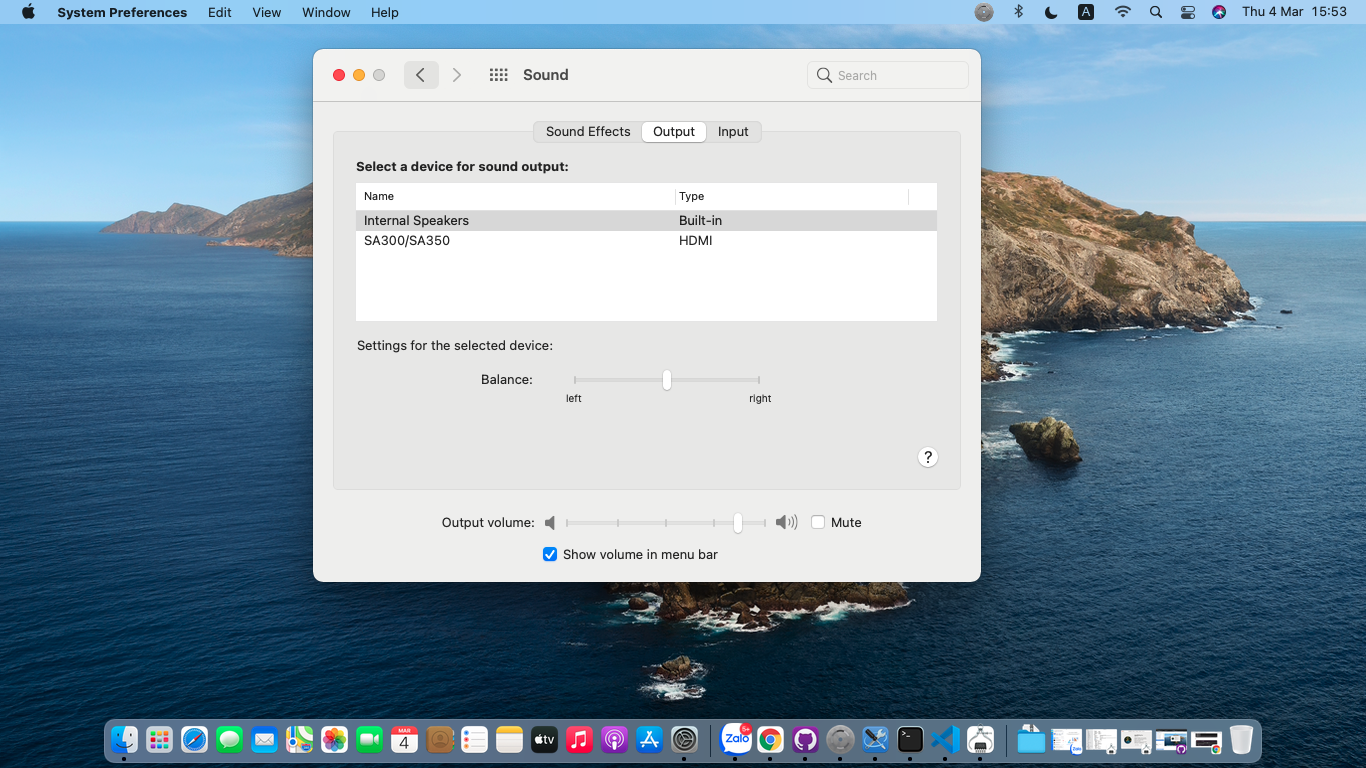 System Preferences Edit View Window Help A Thu 4 Mar 15:53
Sound
Search
Sound Effects Output Input
Select a device for sound output:
Name Type
Internal Speakers Built-in
SA300/SA350 HDMI
Settings for the selected device:
Balance:
left right
?
Output volume: Mute
Show volume in menu bar
MAR
4
tv
Zalo
5+